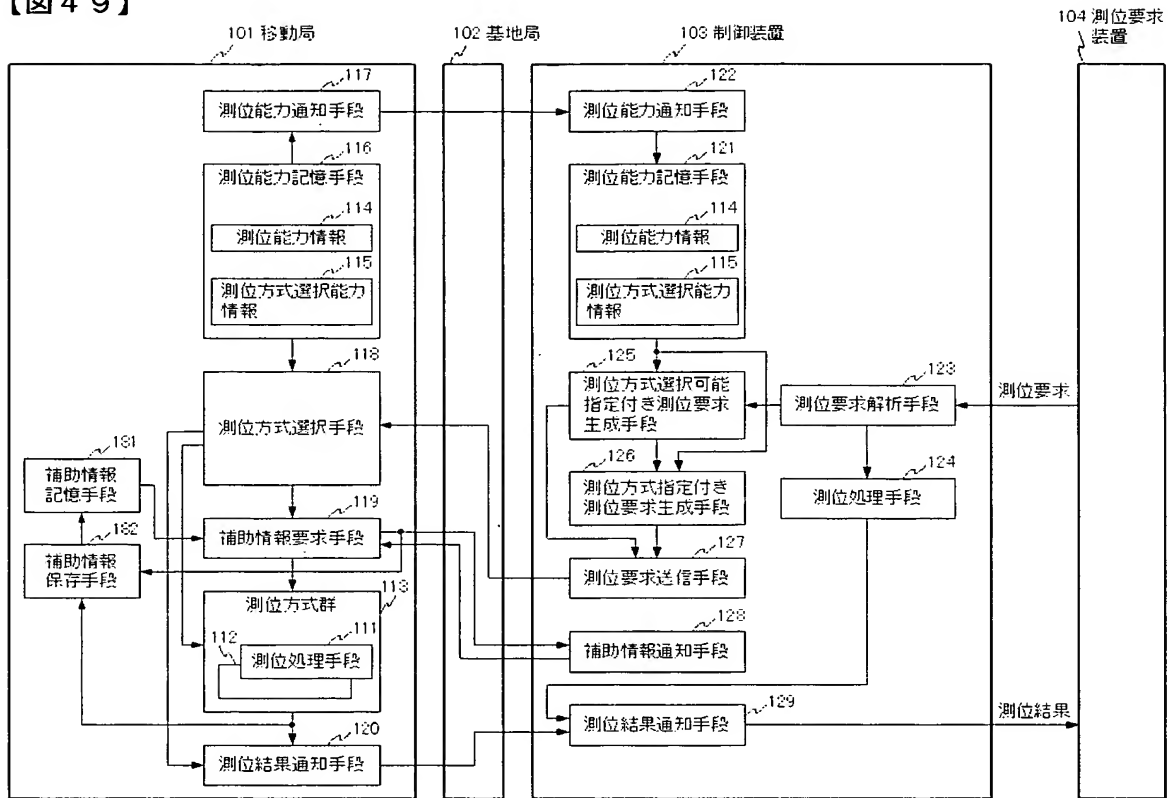 【図49】
101 移動局
102 基地局
103 制御装置
104 測位要求
装置
117
測位能力通知手段
116
測位能力記憶手段
114
測位能力情報
115
測位方式選択能力
情報
118
測位方式選択手段
181
補助情報
記憶手段
119
補助情報要求手段
182
補助情報
保存手段
113
測位方式群
112
111
測位処理手段
120
測位結果通知手段
122
測位能力通知手段
121
測位能力記憶手段
114
測位能力情報
115
測位方式選択能力
情報
125
測位方式選択可能
指定付き測位要求
生成手段
123
測位要求解析手段
測位要求
126
測位方式指定付き
測位要求生成手段
124
測位処理手段
127
測位要求送信手段
128
補助情報通知手段
129
測位結果通知手段
測位結果